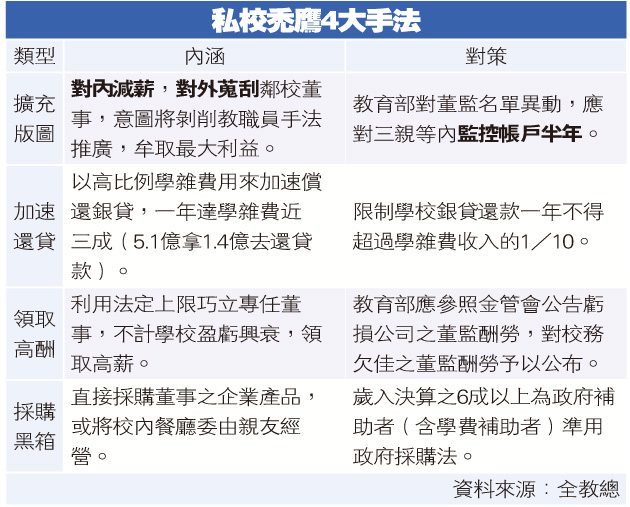 私校禿鷹4大手法
類型
內涵
對策
擴充
版圖
對內減薪，對外蒐刮鄰校董
事，意圖將剝削教職員手法
推廣，牟取最大利益。
教育部對董監名單異動，應
對三親等內監控帳戶半年。
加速
還貸
以高比例學雜費用來加速償
還銀貸，一年達學雜費近
三成（5.1億拿1.4億去還貸
款）。
限制學校銀貸還款一年不得
超過學雜費收入的1／10。
領取
高酬
利用法定上限巧立專任董
事，不計學校盈虧興衰，領
取高薪。
教育部應參照金管會公告虧
損公司之董監酬勞，對校務
欠佳之董監酬勞予以公布。
採購
黑箱
直接採購董事之企業產品，
或將校內餐廳委由親友經
營。
歲入決算之6成以上為政府補
助者（含學費補助者）準用
政府採購法。
資料來源：全教總